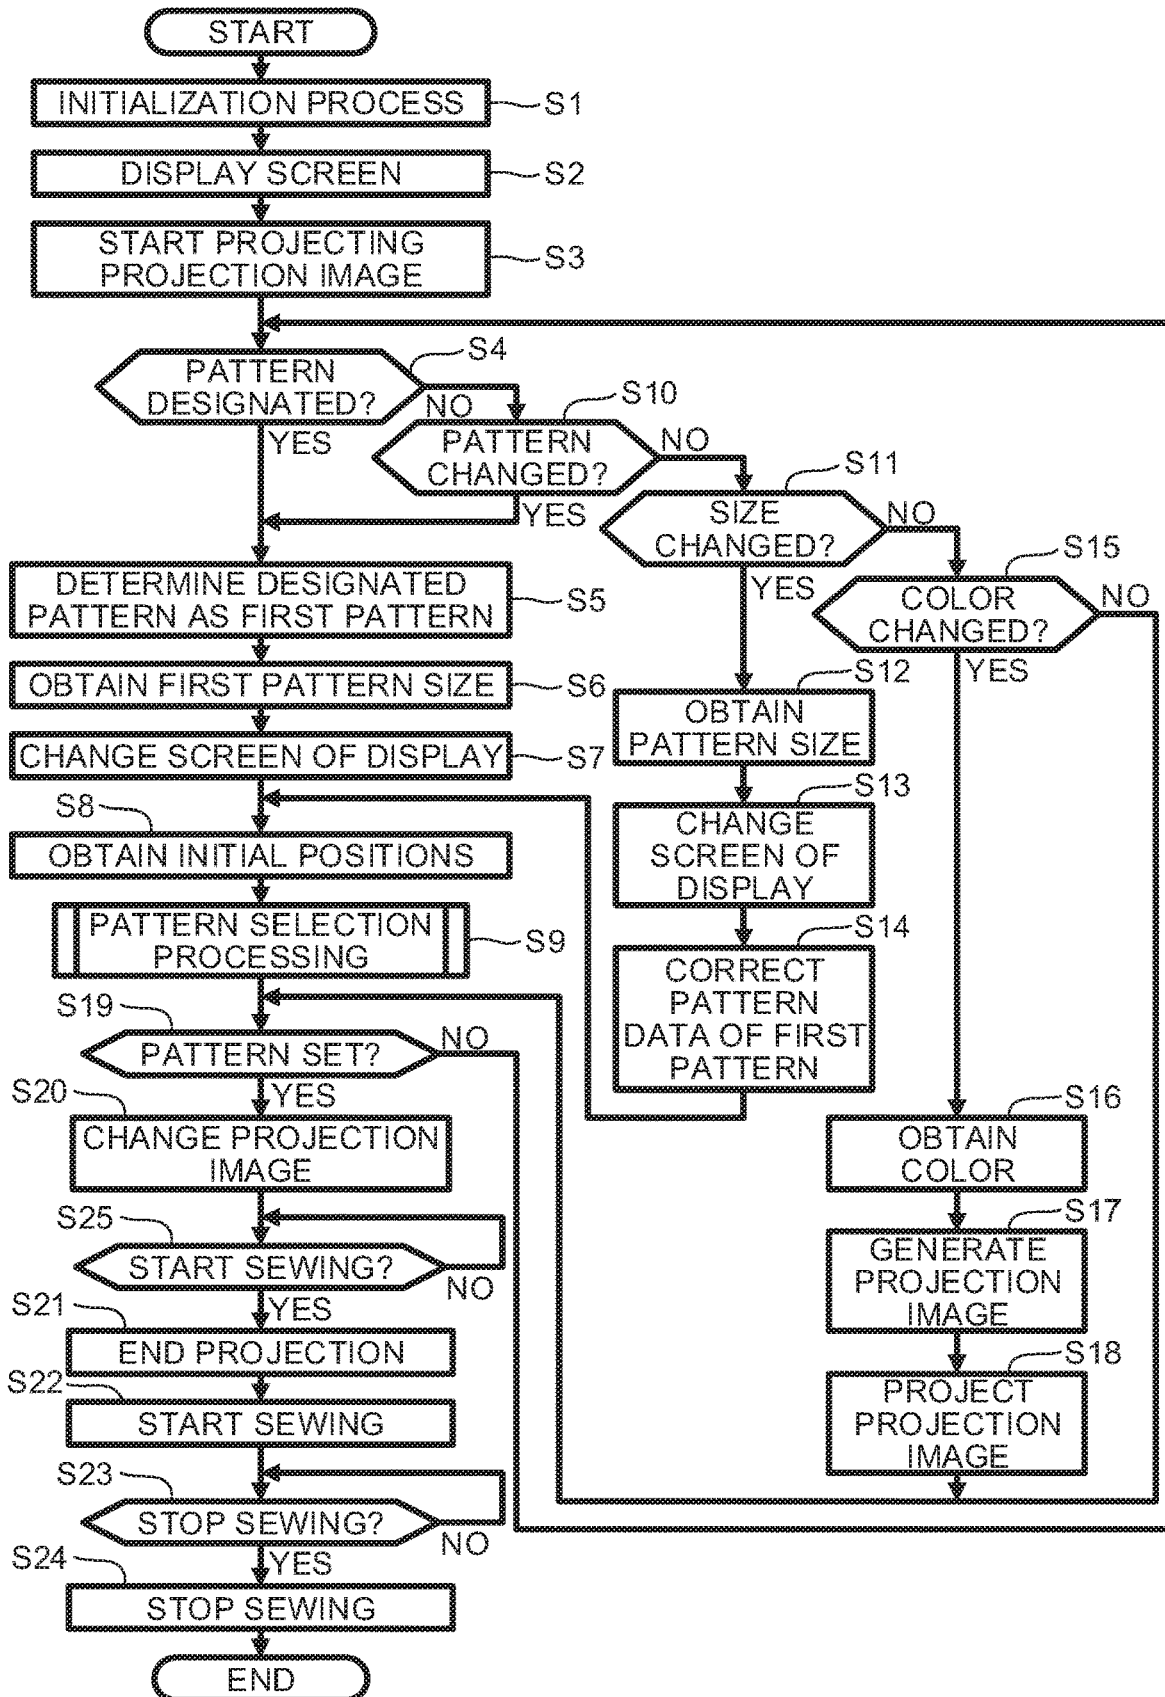 START
INITIALIZATION PROCESS
S1
DISPLAY SCREEN
S2
START PROJECTING
PROJECTION IMAGE
S3
S4
PATTERN
DESIGNATED?
NO
YES
S10
PATTERN
CHANGED?
NO
YES
S11
SIZE
CHANGED?
NO
YES
S15
COLOR
CHANGED?
NO
YES
DETERMINE DESIGNATED
PATTERN AS FIRST PATTERN
S5
OBTAIN FIRST PATTERN SIZE
S6
CHANGE SCREEN OF DISPLAY
S7
S8
OBTAIN INITIAL POSITIONS
PATTERN SELECTION
PROCESSING
S9
S12
OBTAIN
PATTERN SIZE
S13
CHANGE
SCREEN OF
DISPLAY
S14
CORRECT
PATTERN
DATA OF FIRST
PATTERN
S16
OBTAIN
COLOR
S17
GENERATE
PROJECTION
IMAGE
S18
PROJECT
PROJECTION
IMAGE
S19
PATTERN SET?
NO
YES
S20
CHANGE PROJECTION
IMAGE
S25
START SEWING?
NO
YES
S21
END PROJECTION
S22
START SEWING
S23
STOP SEWING?
NO
YES
S24
STOP SEWING
END